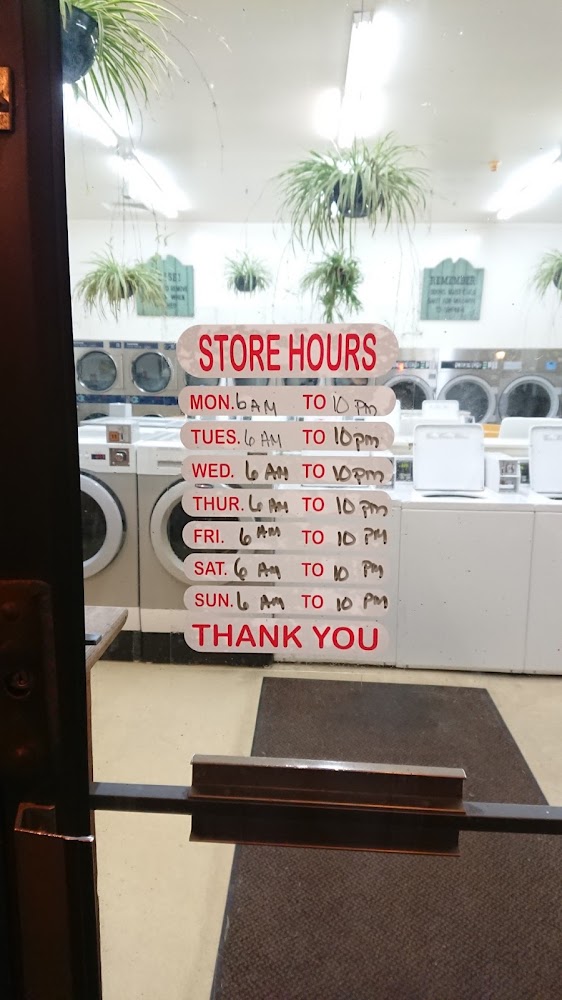 REMEMBER
STORE HOURS
MON. 6 AM TO 10 PM
TUES. 6 AM TO 10 pm
WED. 6 AM TO 10 pm
THUR. 6 AM TO 10 PM
FRI. 6 AM TO 10 PM
SAT. 6 AM TO 10 PM
SUN. 6 AM TO 10 PM
THANK YOU